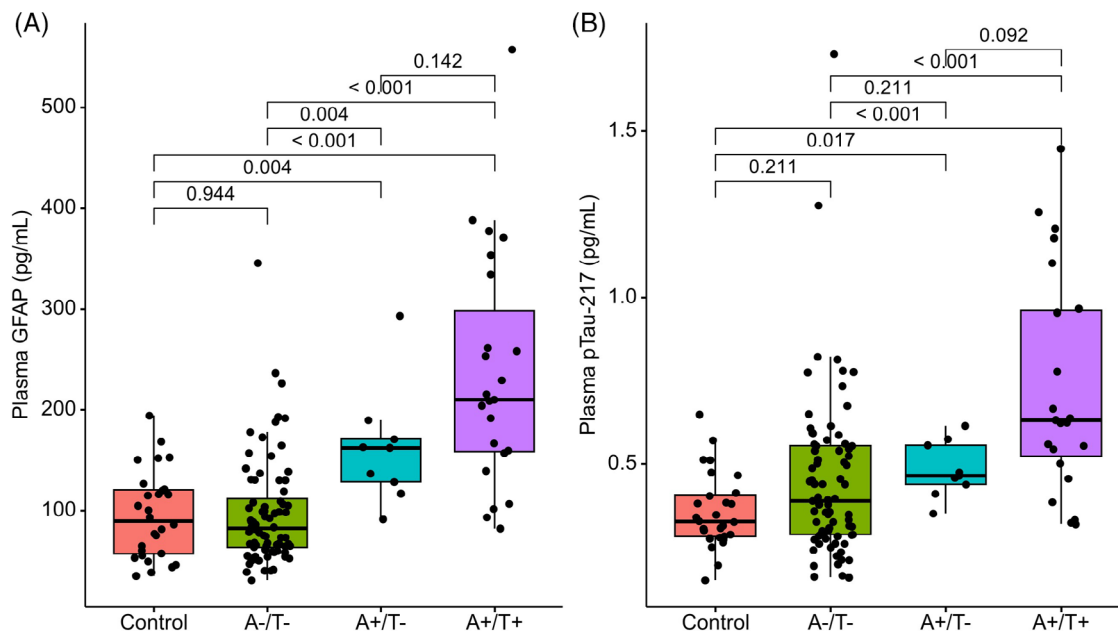 (A)
Plasma GFAP (pg/mL)
500
400
300
200
100
0.142
< 0.001
0.004
< 0.001
0.004
0.944
Control
A-/T-
A+/T-
A+/T+
(B)
Plasma pTau-217 (pg/mL)
1.5
1.0
0.5
0.092
< 0.001
0.211
< 0.001
0.017
0.211
Control
A-/T-
A+/T-
A+/T+